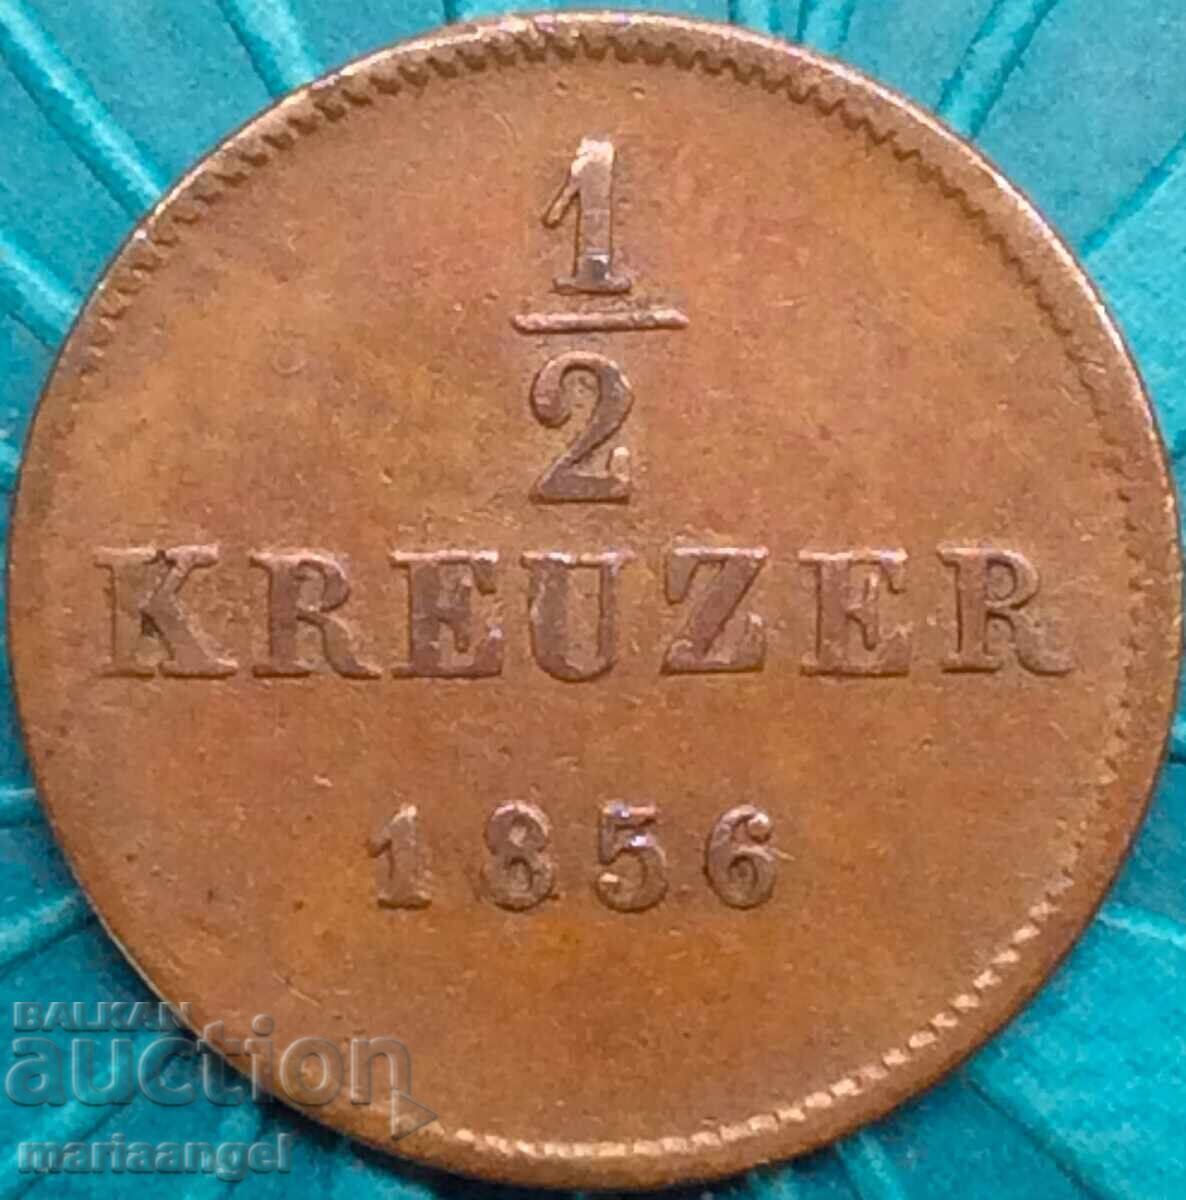 1
2
KREUZER
1856
BALKAN
auction
mariaangel